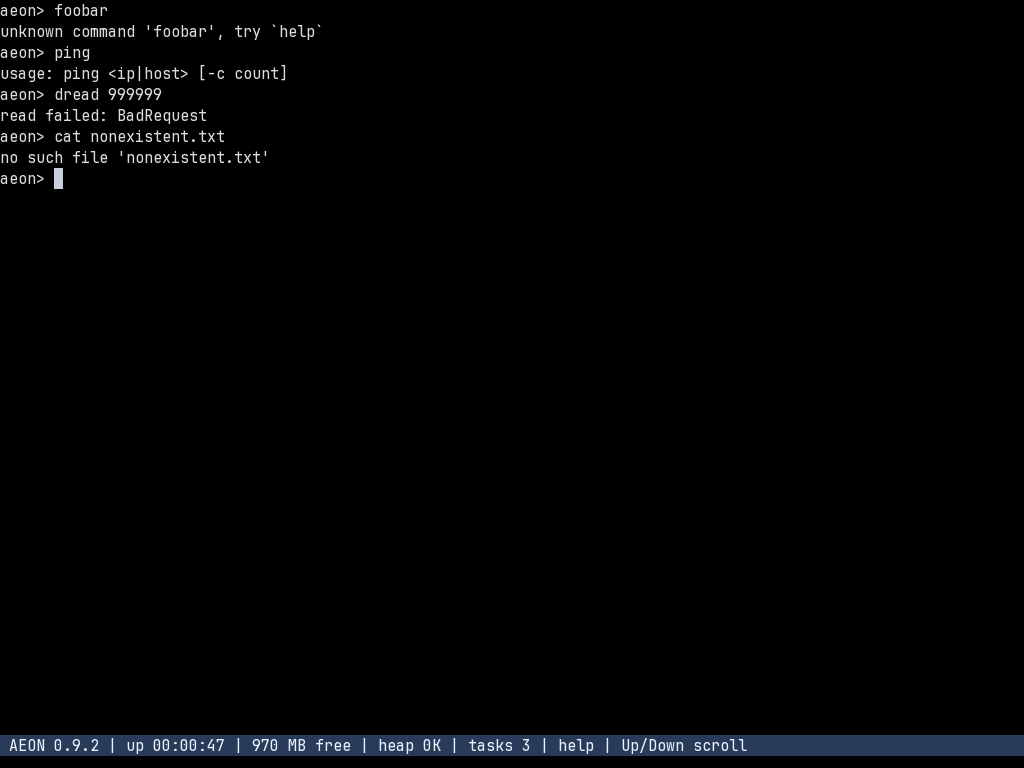 aeon> foobar
unknown command 'foobar', try `help`
aeon> ping
usage: ping <ip|host> [-c count]
aeon> dread 999999
read failed: BadRequest
aeon> cat nonexistent.txt
no such file 'nonexistent.txt'
aeon>
AEON 0.9.2 | up 00:00:47 | 970 MB free | heap OK | tasks 3 | help | Up/Down scroll